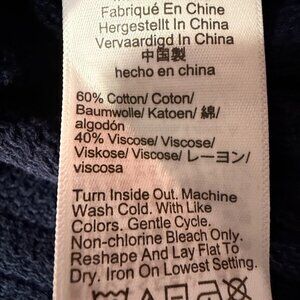 Fabriqué En Chine
Hergestellt In China
Vervaardigd In China
中国製
hecho en china
60% Cotton/ Coton/
Baumwolle/ Katoen/ 綿/
algodón
40% Viscose/ Viscose/
Viskose/ Viscose/ レーヨン/
viscosa
Turn Inside Out. Machine
Wash Cold. With Like
Colors. Gentle Cycle.
Non-chlorine Bleach Only.
Reshape And Lay Flat To
Dry. Iron On Lowest Setting.